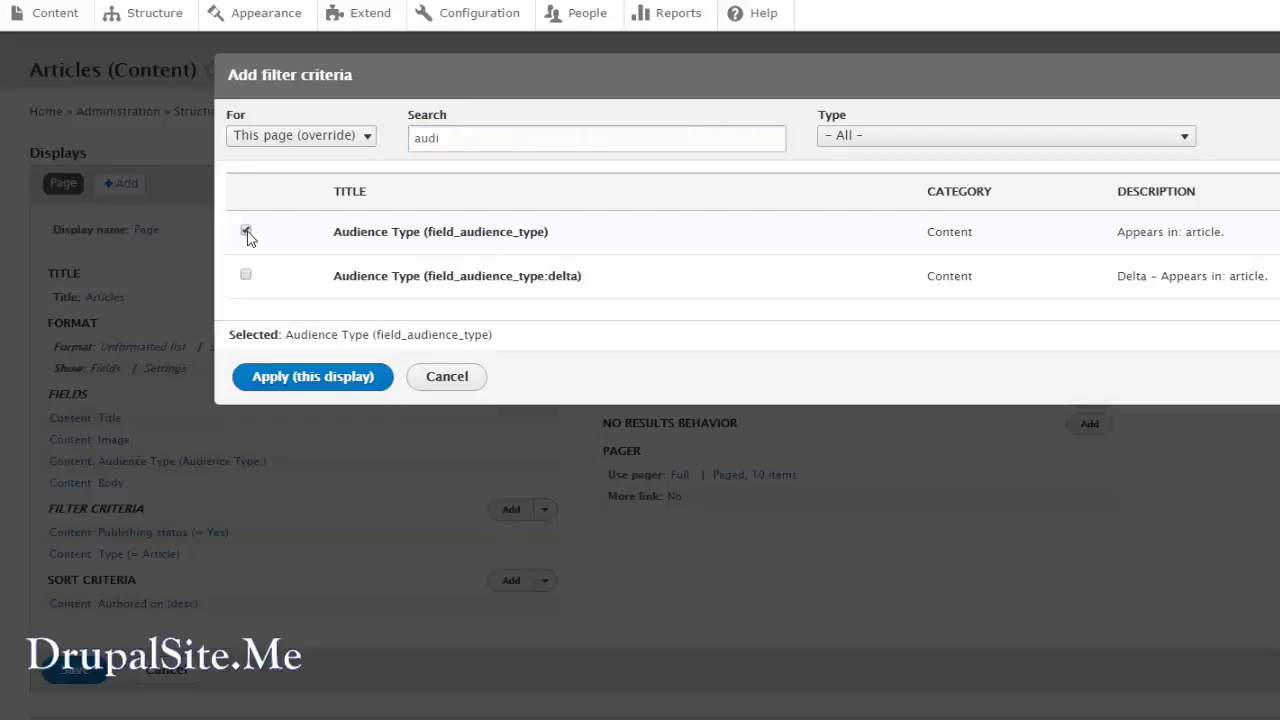 Content Structure Appearance Extend Configuration People Reports Help
Articles (Content)
Home » Administration » Structu
Displays
Page + Add
Display name: Page
TITLE
Title: Articles
FORMAT
Format: Unformatted list |
Show: Fields | Settings
FIELDS
Content: Title
Content: Image
Content: Audience Type (Audience Type:)
Content: Body
FILTER CRITERIA Add
Content: Publishing status (= Yes)
Content: Type (= Article)
SORT CRITERIA Add
Content: Authored on (desc)
Save Cancel
Add filter criteria
For Search Type
This page (override) audi - All -
TITLE CATEGORY DESCRIPTION
Audience Type (field_audience_type) Content Appears in: article.
Audience Type (field_audience_type:delta) Content Delta - Appears in: article.
Selected: Audience Type (field_audience_type)
Apply (this display) Cancel
NO RESULTS BEHAVIOR Add
PAGER
Use pager: Full | Paged, 10 items
More link: No
DrupalSite.Me